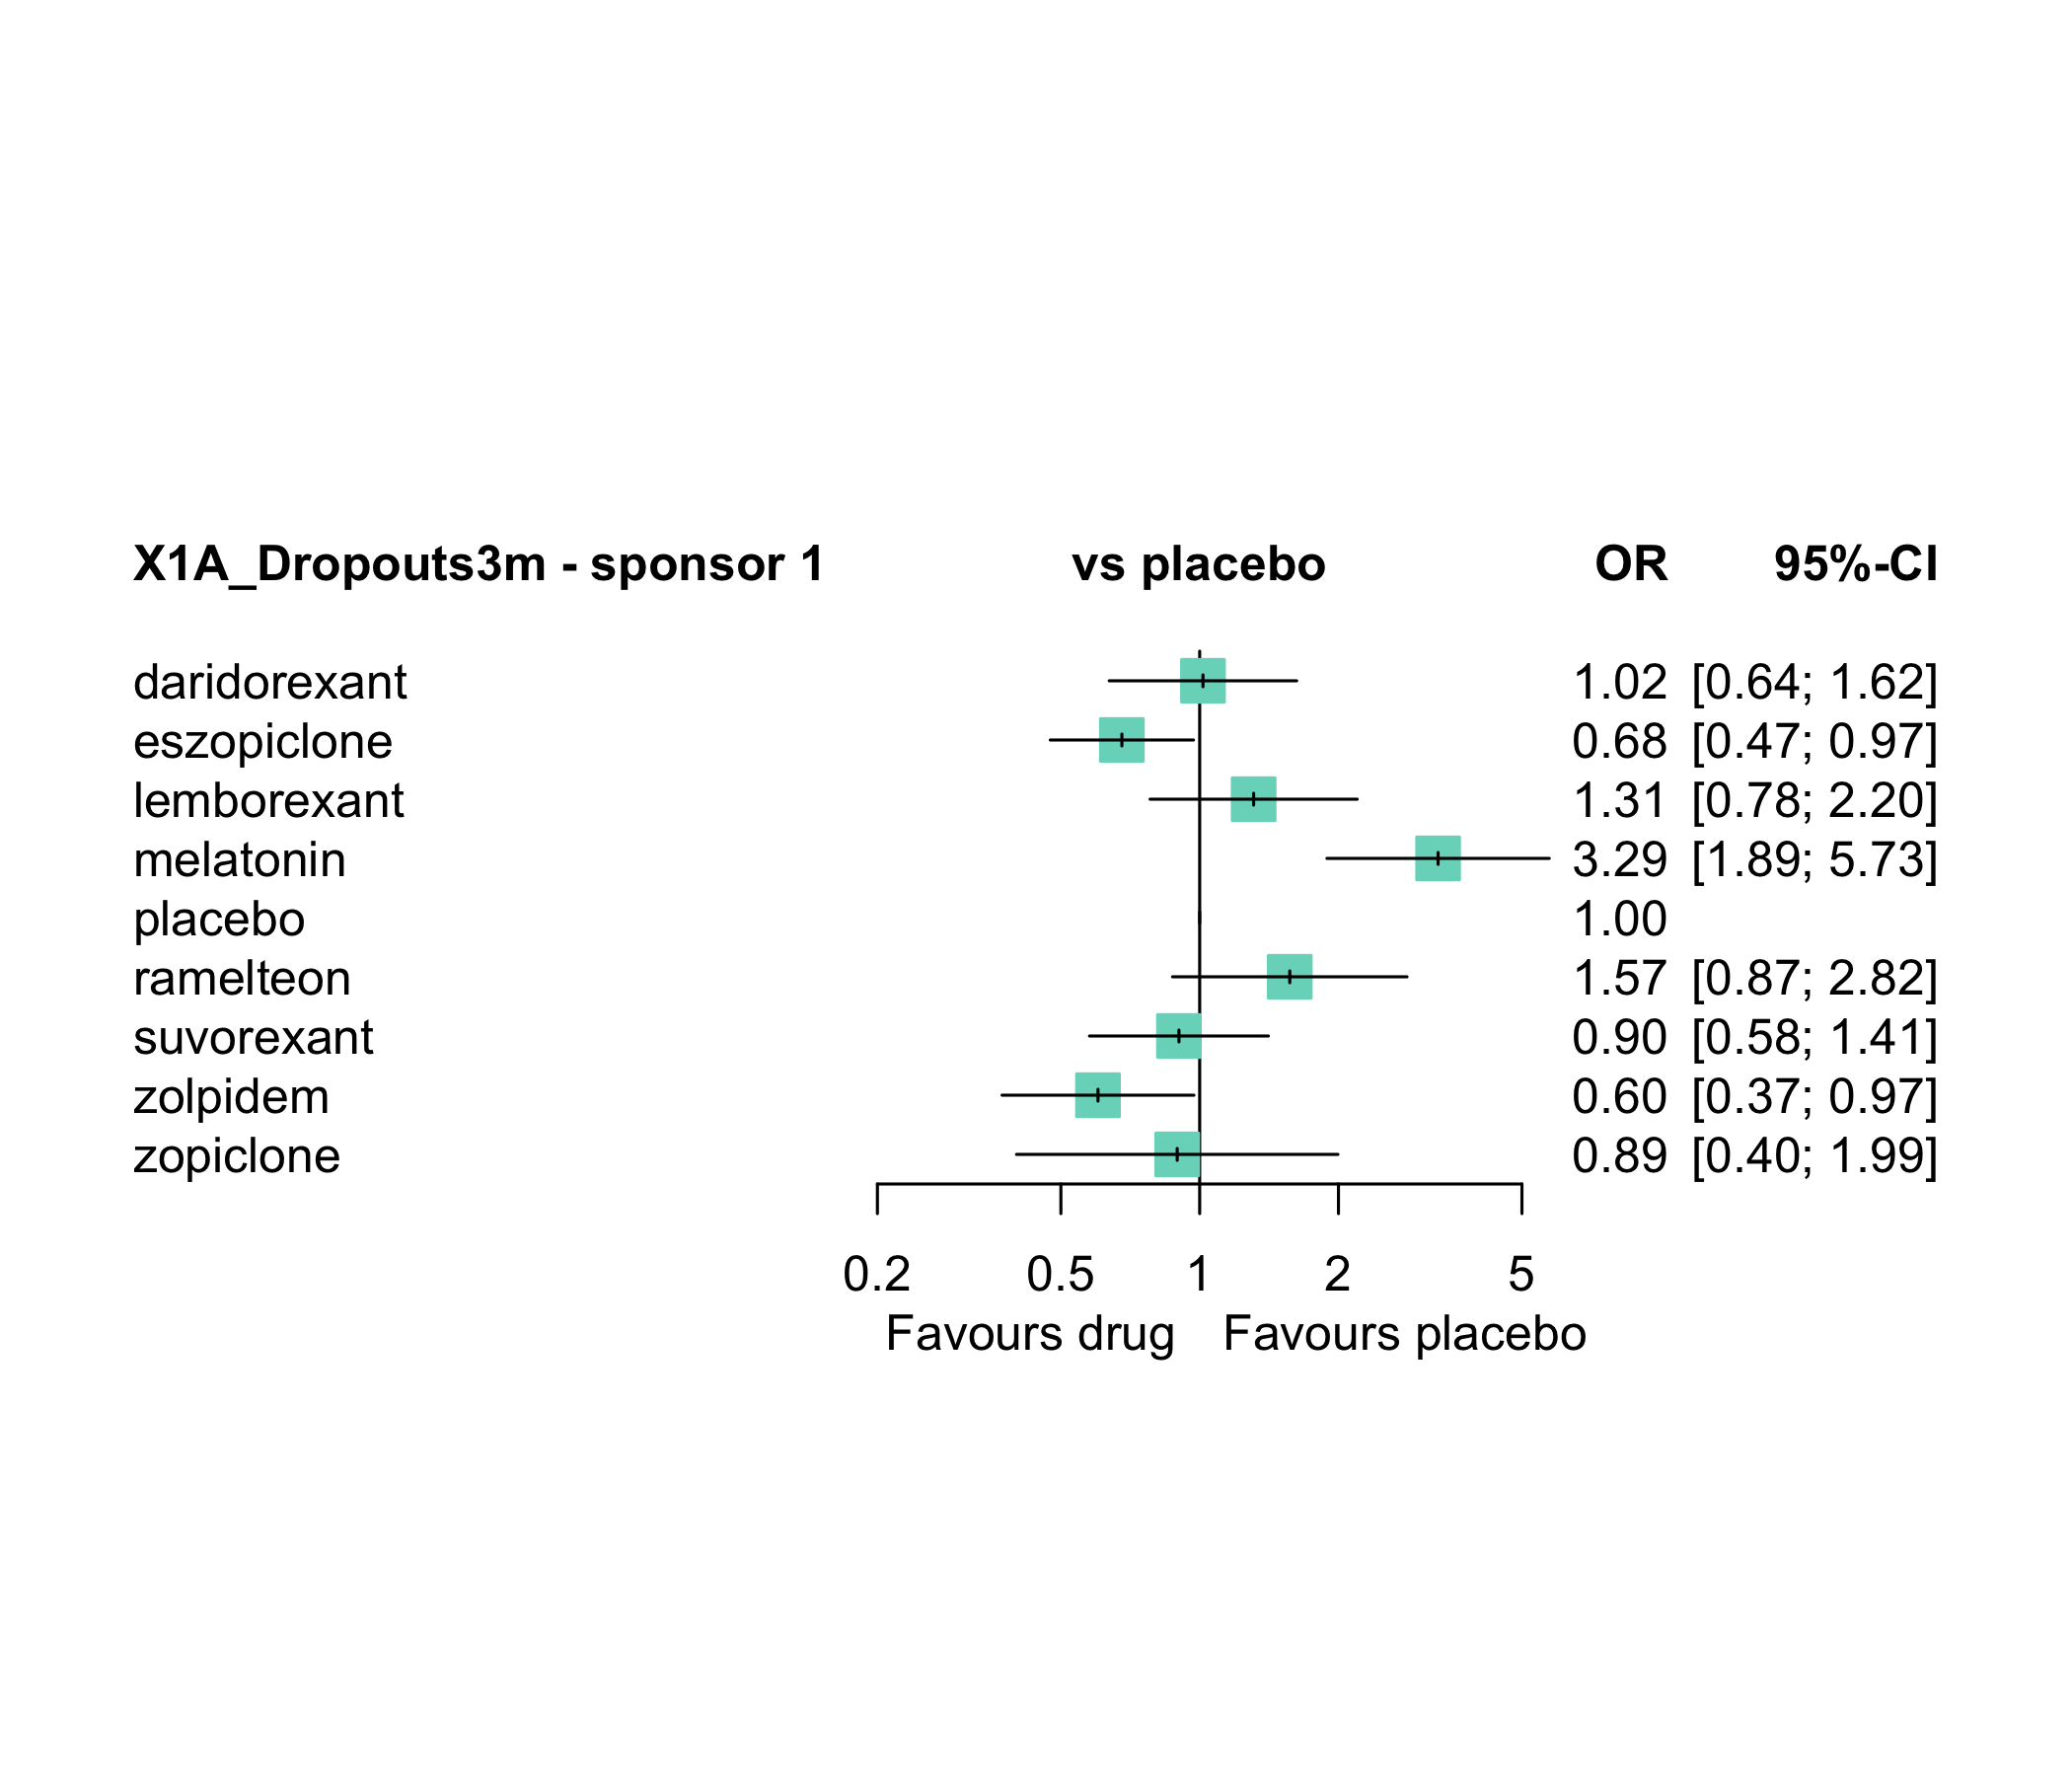 X1A_Dropouts3m - sponsor 1 vs placebo OR 95%-CI
daridorexant 1.02 [0.64; 1.62]
eszopiclone 0.68 [0.47; 0.97]
lemborexant 1.31 [0.78; 2.20]
melatonin 3.29 [1.89; 5.73]
placebo 1.00
ramelteon 1.57 [0.87; 2.82]
suvorexant 0.90 [0.58; 1.41]
zolpidem 0.60 [0.37; 0.97]
zopiclone 0.89 [0.40; 1.99]
0.2 0.5 1 2 5
Favours drug Favours placebo